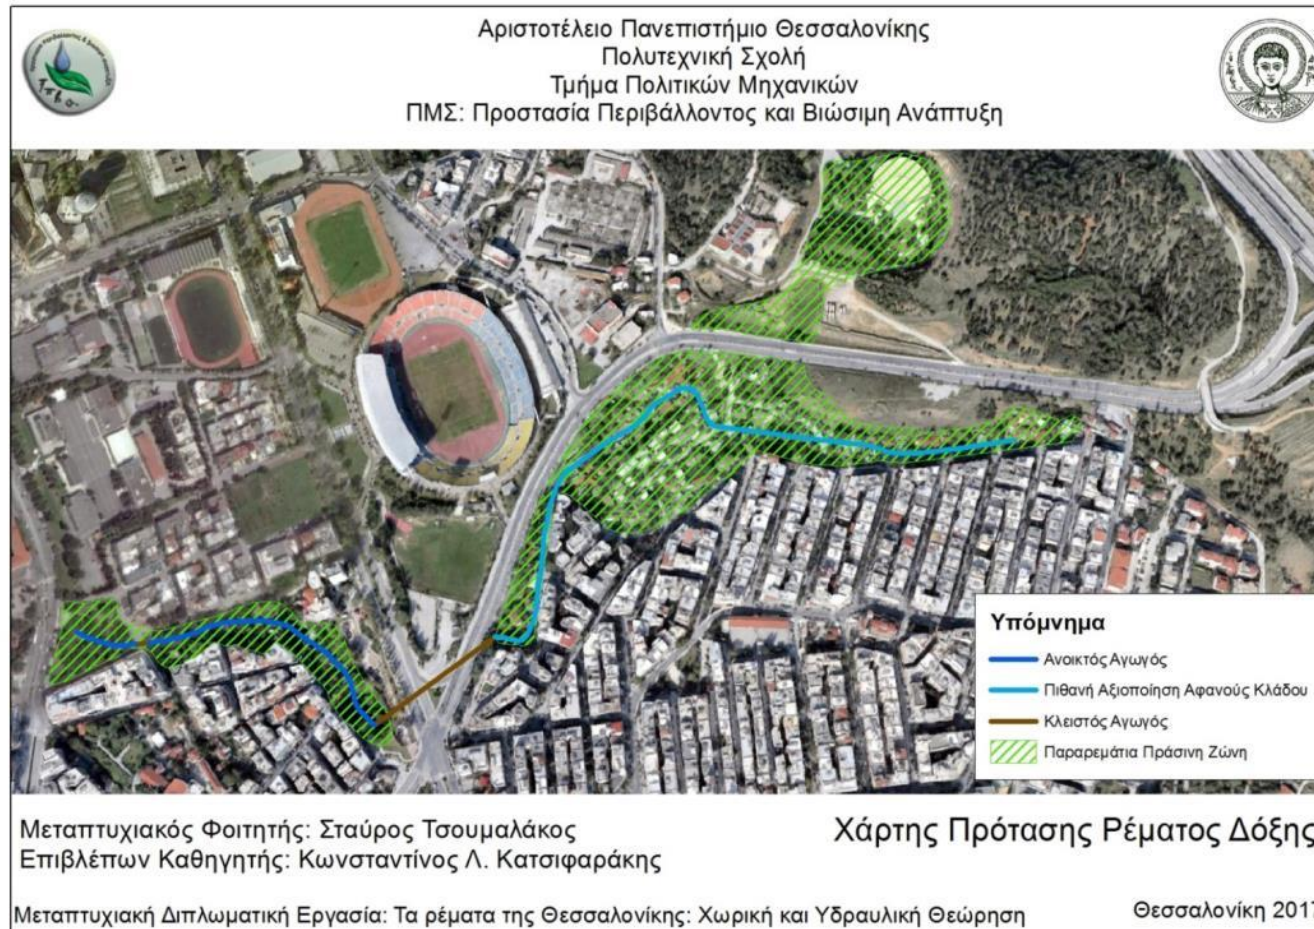 Αριστοτέλειο Πανεπιστήμιο Θεσσαλονίκης
Πολυτεχνική Σχολή
Τμήμα Πολιτικών Μηχανικών
ΠΜΣ: Προστασία Περιβάλλοντος και Βιώσιμη Ανάπτυξη
Υπόμνημα
Ανοικτός Αγωγός
Πιθανή Αξιοποίηση Αφανούς Κλάδου
Κλειστός Αγωγός
Παραρεμάτια Πράσινη Ζώνη
Μεταπτυχιακός Φοιτητής: Σταύρος Τσουμαλάκος
Επιβλέπων Καθηγητής: Κωνσταντίνος Λ. Κατσιφαράκης
Χάρτης Πρότασης Ρέματος Δόξης
Μεταπτυχιακή Διπλωματική Εργασία: Τα ρέματα της Θεσσαλονίκης: Χωρική και Υδραυλική Θεώρηση
Θεσσαλονίκη 2017